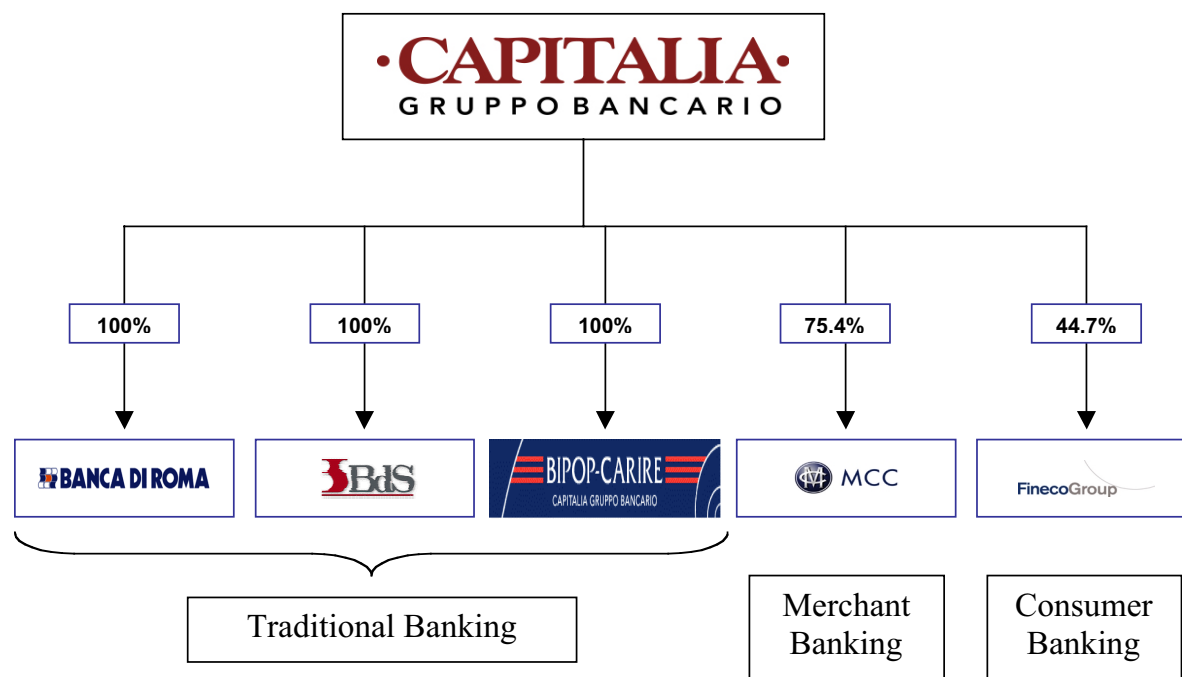 ·CAPITALIA·
GRUPPO BANCARIO
100%
100%
100%
75.4%
44.7%
BANCA DI ROMA
BdS
BIPOP-CARIRE
CAPITALIA GRUPPO BANCARIO
MCC
FinecoGroup
Traditional Banking
Merchant
Banking
Consumer
Banking